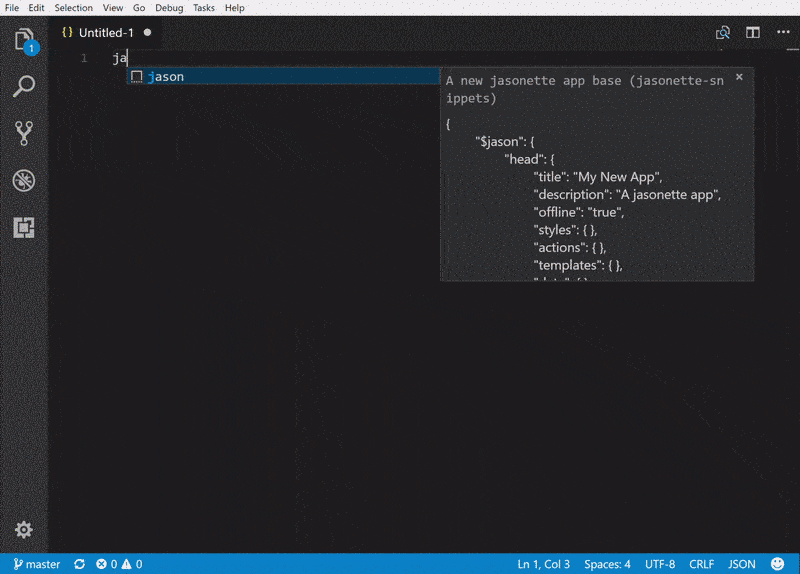 File Edit Selection View Go Debug Tasks Help
{} Untitled-1
1
1 ja
jason
A new jasonette app base (jasonette-sn
ippets)
{
"$jason": {
"head": {
"title": "My New App",
"description": "A jasonette app",
"offline": "true",
"styles": { },
"actions": { },
"templates": { },
master 0 0 Ln 1, Col 3 Spaces: 4 UTF-8 CRLF JSON